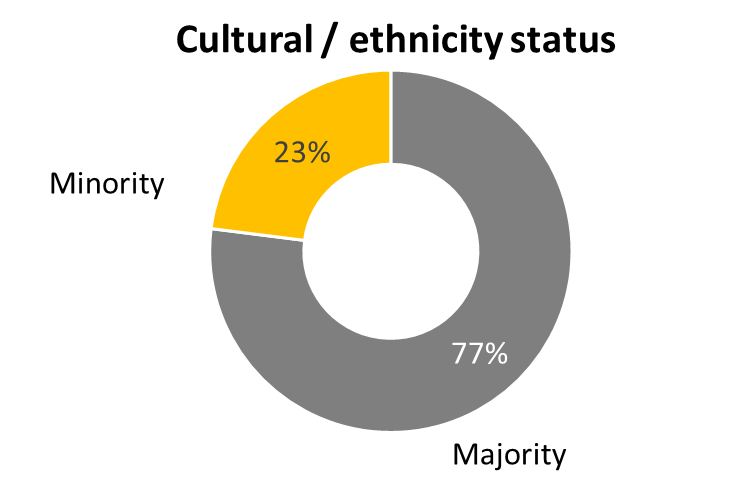 Cultural / ethnicity status
23%
Minority
77%
Majority